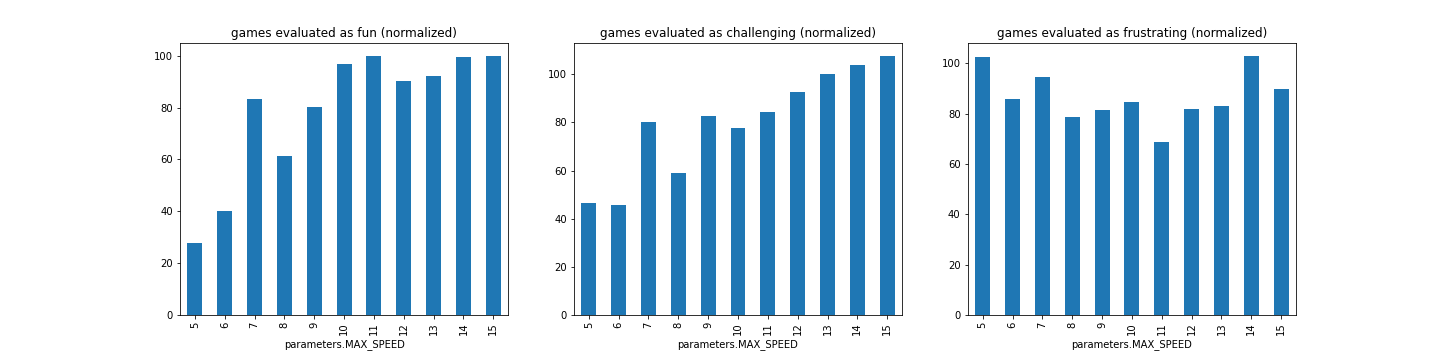 games evaluated as fun (normalized)
100
80
60
40
20
0
5 6 7 8 9 10 11 12 13 14 15
parameters.MAX_SPEED
games evaluated as challenging (normalized)
100
80
60
40
20
0
5 6 7 8 9 10 11 12 13 14 15
parameters.MAX_SPEED
games evaluated as frustrating (normalized)
100
80
60
40
20
0
5 6 7 8 9 10 11 12 13 14 15
parameters.MAX_SPEED